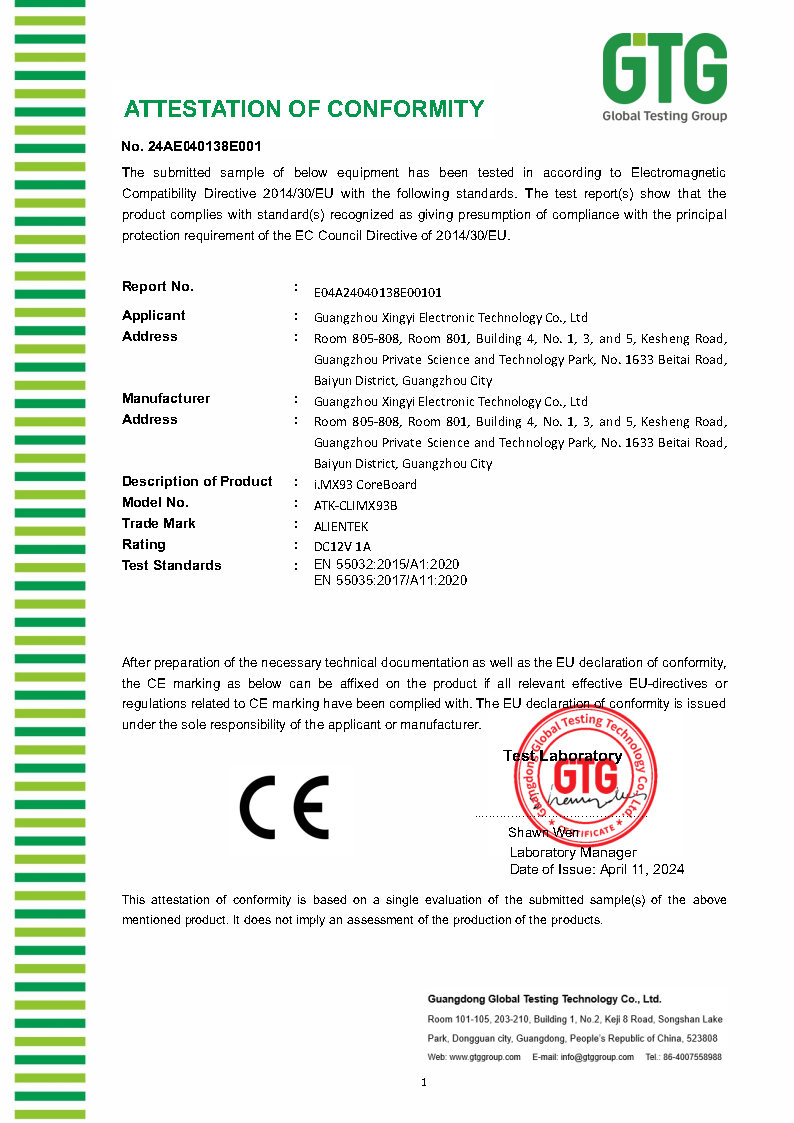 GTG
Global Testing Group
ATTESTATION OF CONFORMITY
No. 24AE040138E001
The submitted sample of below equipment has been tested in according to Electromagnetic
Compatibility Directive 2014/30/EU with the following standards. The test report(s) show that the
product complies with standard(s) recognized as giving presumption of compliance with the principal
protection requirement of the EC Council Directive of 2014/30/EU.
Report No. : E04A24040138E00101
Applicant : Guangzhou Xingyi Electronic Technology Co., Ltd
Address : Room 805-808, Room 801, Building 4, No. 1, 3, and 5, Kesheng Road,
Guangzhou Private Science and Technology Park, No. 1633 Beitai Road,
Baiyun District, Guangzhou City
Manufacturer : Guangzhou Xingyi Electronic Technology Co., Ltd
Address : Room 805-808, Room 801, Building 4, No. 1, 3, and 5, Kesheng Road,
Guangzhou Private Science and Technology Park, No. 1633 Beitai Road,
Baiyun District, Guangzhou City
Description of Product : i.MX93 CoreBoard
Model No. : ATK-CLIMX93B
Trade Mark : ALIENTEK
Rating : DC12V 1A
Test Standards : EN 55032:2015/A1:2020
EN 55035:2017/A11:2020
After preparation of the necessary technical documentation as well as the EU declaration of conformity,
the CE marking as below can be affixed on the product if all relevant effective EU-directives or
regulations related to CE marking have been complied with. The EU declaration of conformity is issued
under the sole responsibility of the applicant or manufacturer.
Guangdong Global Testing Technology Co., Ltd.
Test Laboratory
GTG
CE
Shawn Wen
★ CERTIFICATE ★
Laboratory Manager
Date of Issue: April 11, 2024
This attestation of conformity is based on a single evaluation of the submitted sample(s) of the above
mentioned product. It does not imply an assessment of the production of the products.
Guangdong Global Testing Technology Co., Ltd.
Room 101-105, 203-210, Building 1, No.2, Keji 8 Road, Songshan Lake
Park, Dongguan city, Guangdong, People's Republic of China, 523808
Web: www.gtggroup.com E-mail: info@gtggroup.com Tel.: 86-4007558988
1